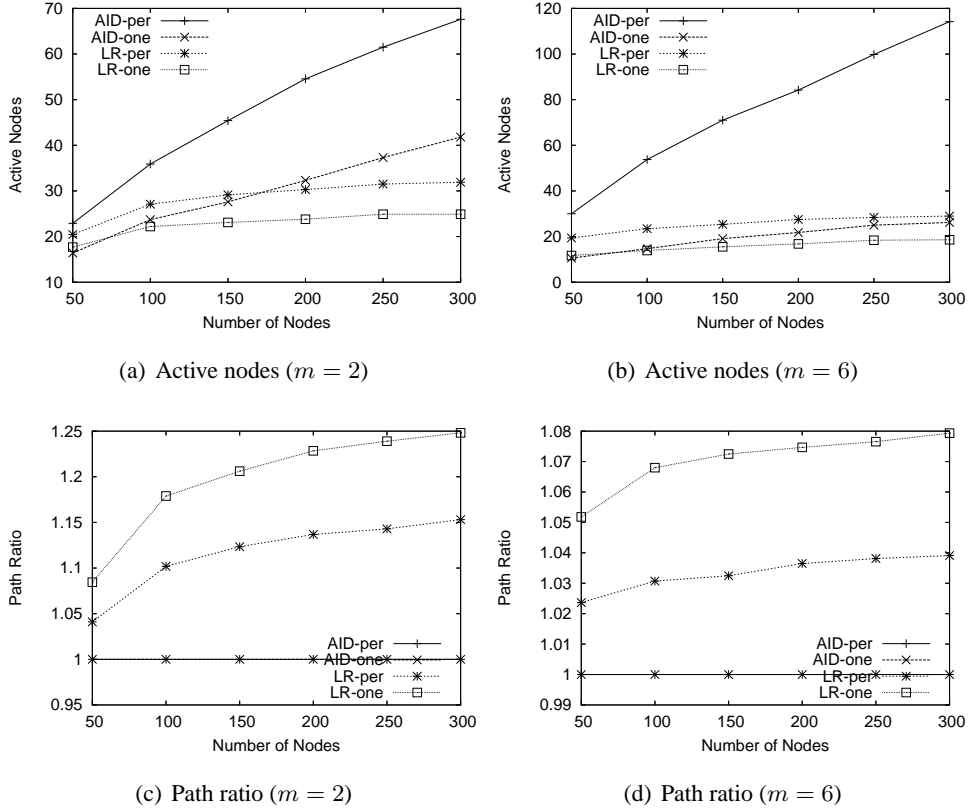 120
100
80
60
40
20
0
50 100 150 200 250 300
Active Nodes
Number of Nodes
AID-per
AID-one
LR-per
LR-one
(b) Active nodes (m = 6)
70
60
50
40
30
20
10
50 100 150 200 250 300
Active Nodes
Number of Nodes
AID-per
AID-one
LR-per
LR-one
(a) Active nodes (m = 2)
1.25
1.2
1.15
1.1
1.05
1
0.95
50 100 150 200 250 300
Path Ratio
Number of Nodes
AID-per
AID-one
LR-per
LR-one
(c) Path ratio (m = 2)
1.08
1.07
1.06
1.05
1.04
1.03
1.02
1.01
1
0.99
50 100 150 200 250 300
Path Ratio
Number of Nodes
AID-per
AID-one
LR-per
LR-one
(d) Path ratio (m = 6)